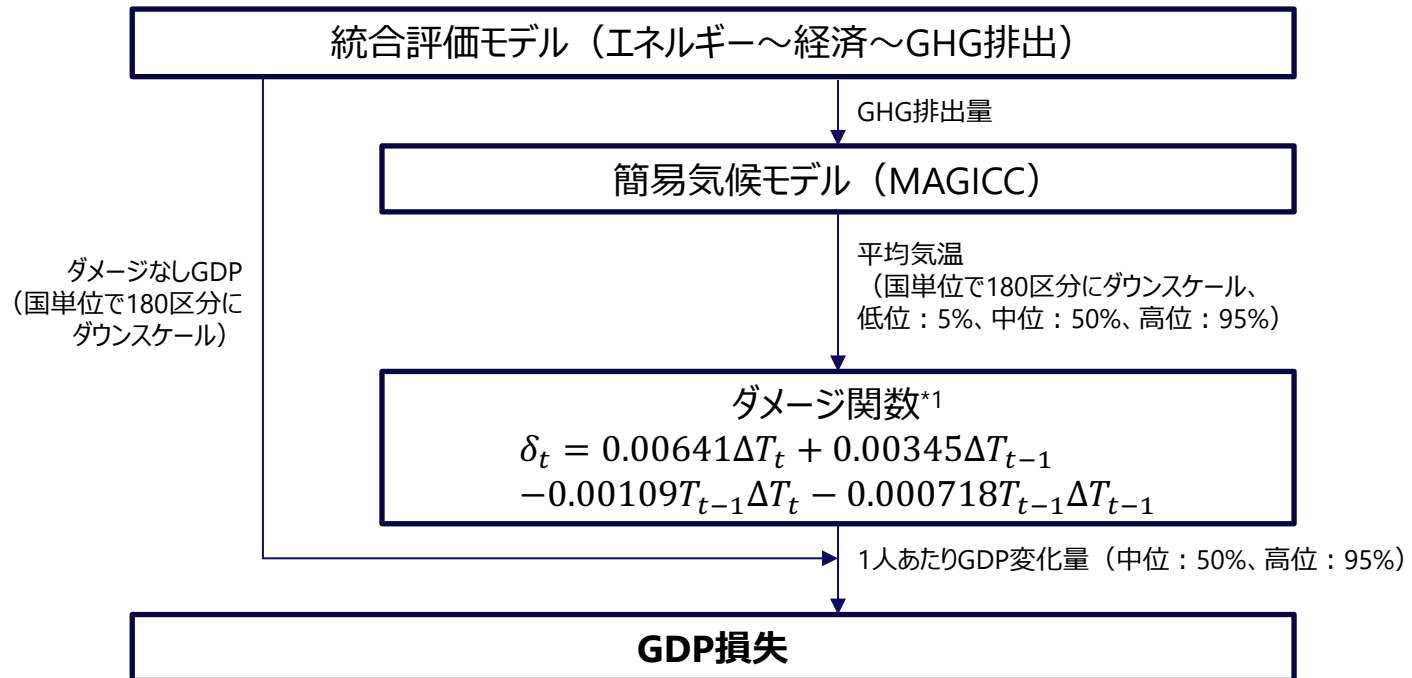 統合評価モデル（エネルギー～経済～GHG排出）
GHG排出量
簡易気候モデル（MAGICC）
ダメージなしGDP
（国単位で180区分に
ダウンスケール）
平均気温
（国単位で180区分にダウンスケール、
低位：5%、中位：50%、高位：95%）
ダメージ関数*1
δ_t = 0.00641ΔT_t + 0.00345ΔT_{t−1}
−0.00109T_{t−1}ΔT_t − 0.000718T_{t−1}ΔT_{t−1}
1人あたりGDP変化量（中位：50%、高位：95%）
GDP損失